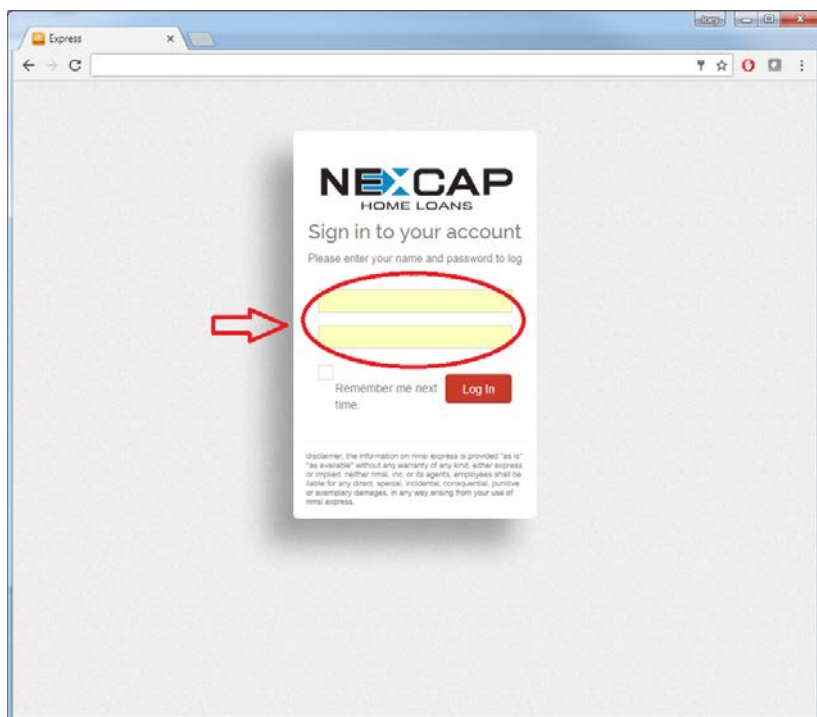 Joey
Express
NEXCAP
HOME LOANS
Sign in to your account
Please enter your name and password to log
Remember me next
time.
Log In
disclaimer: the information on nmsi express is provided "as is"
"as available" without any warranty of any kind, either express
or implied. neither nmsi, inc. or its agents, employees shall be
liable for any direct, special, incidental, consequential, punitive
or exemplary damages, in any way arising from your use of
nmsi express.